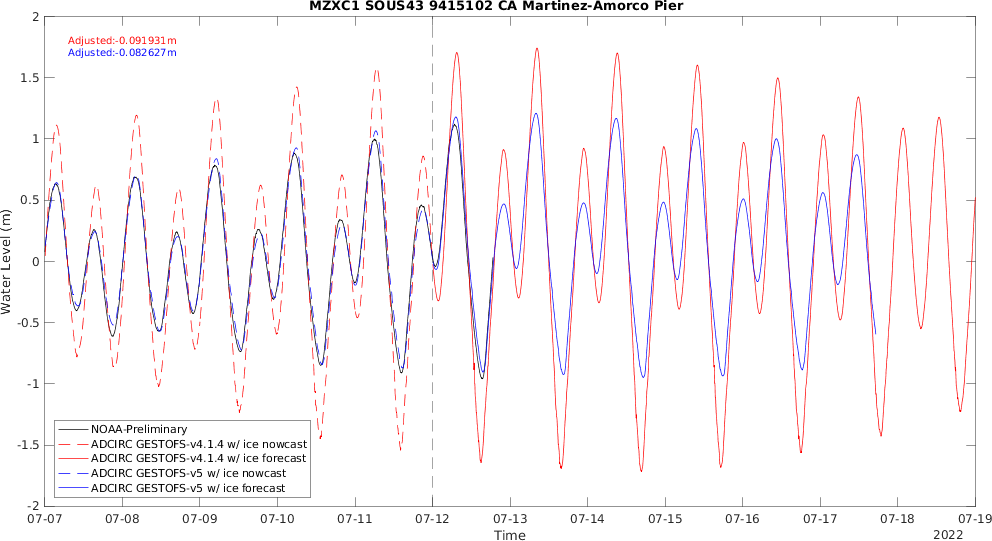 MZXC1 SOUS43 9415102 CA Martinez-Amorco Pier
Adjusted:-0.091931m
Adjusted:-0.082627m
2
1.5
1
0.5
0
-0.5
-1
-1.5
-2
Water Level (m)
NOAA-Preliminary
ADCIRC GESTOFS-v4.1.4 w/ ice nowcast
ADCIRC GESTOFS-v4.1.4 w/ ice forecast
ADCIRC GESTOFS-v5 w/ ice nowcast
ADCIRC GESTOFS-v5 w/ ice forecast
07-07 07-08 07-09 07-10 07-11 07-12 07-13 07-14 07-15 07-16 07-17 07-18 07-19
Time
2022